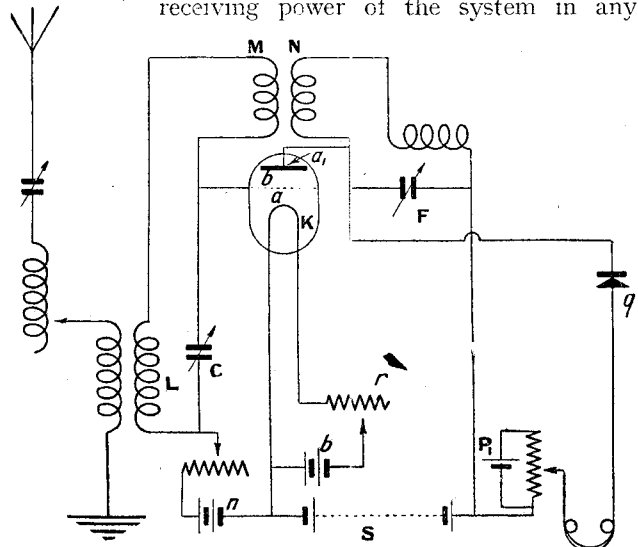 receiving power of the system in any
M N
a₁
b
a
K
F
q
L C
r
b
P₁
n
S